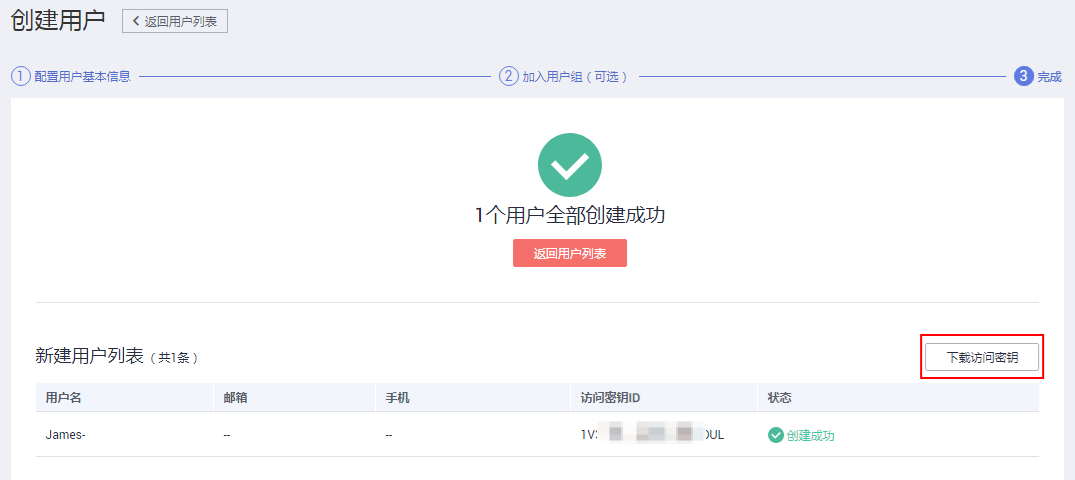 创建用户 返回用户列表
1 配置用户基本信息 2 加入用户组（可选） 3 完成
1个用户全部创建成功
返回用户列表
新建用户列表（共1条） 下载访问密钥
用户名 邮箱 手机 访问密钥ID 状态
James- -- -- 1V OUL 创建成功